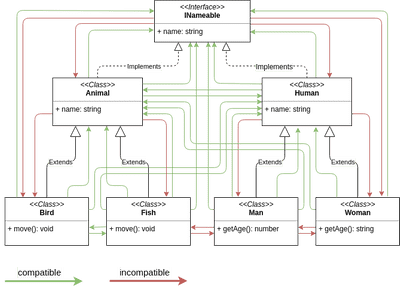 <<Interface>>
INameable
+ name: string
Implements
Implements
<<Class>>
Animal
+ name: string
<<Class>>
Human
+ name: string
Extends
Extends
Extends
Extends
<<Class>>
Bird
+ move(): void
<<Class>>
Fish
+ move(): void
<<Class>>
Man
+ getAge(): number
<<Class>>
Woman
+ getAge(): string
compatible
incompatible